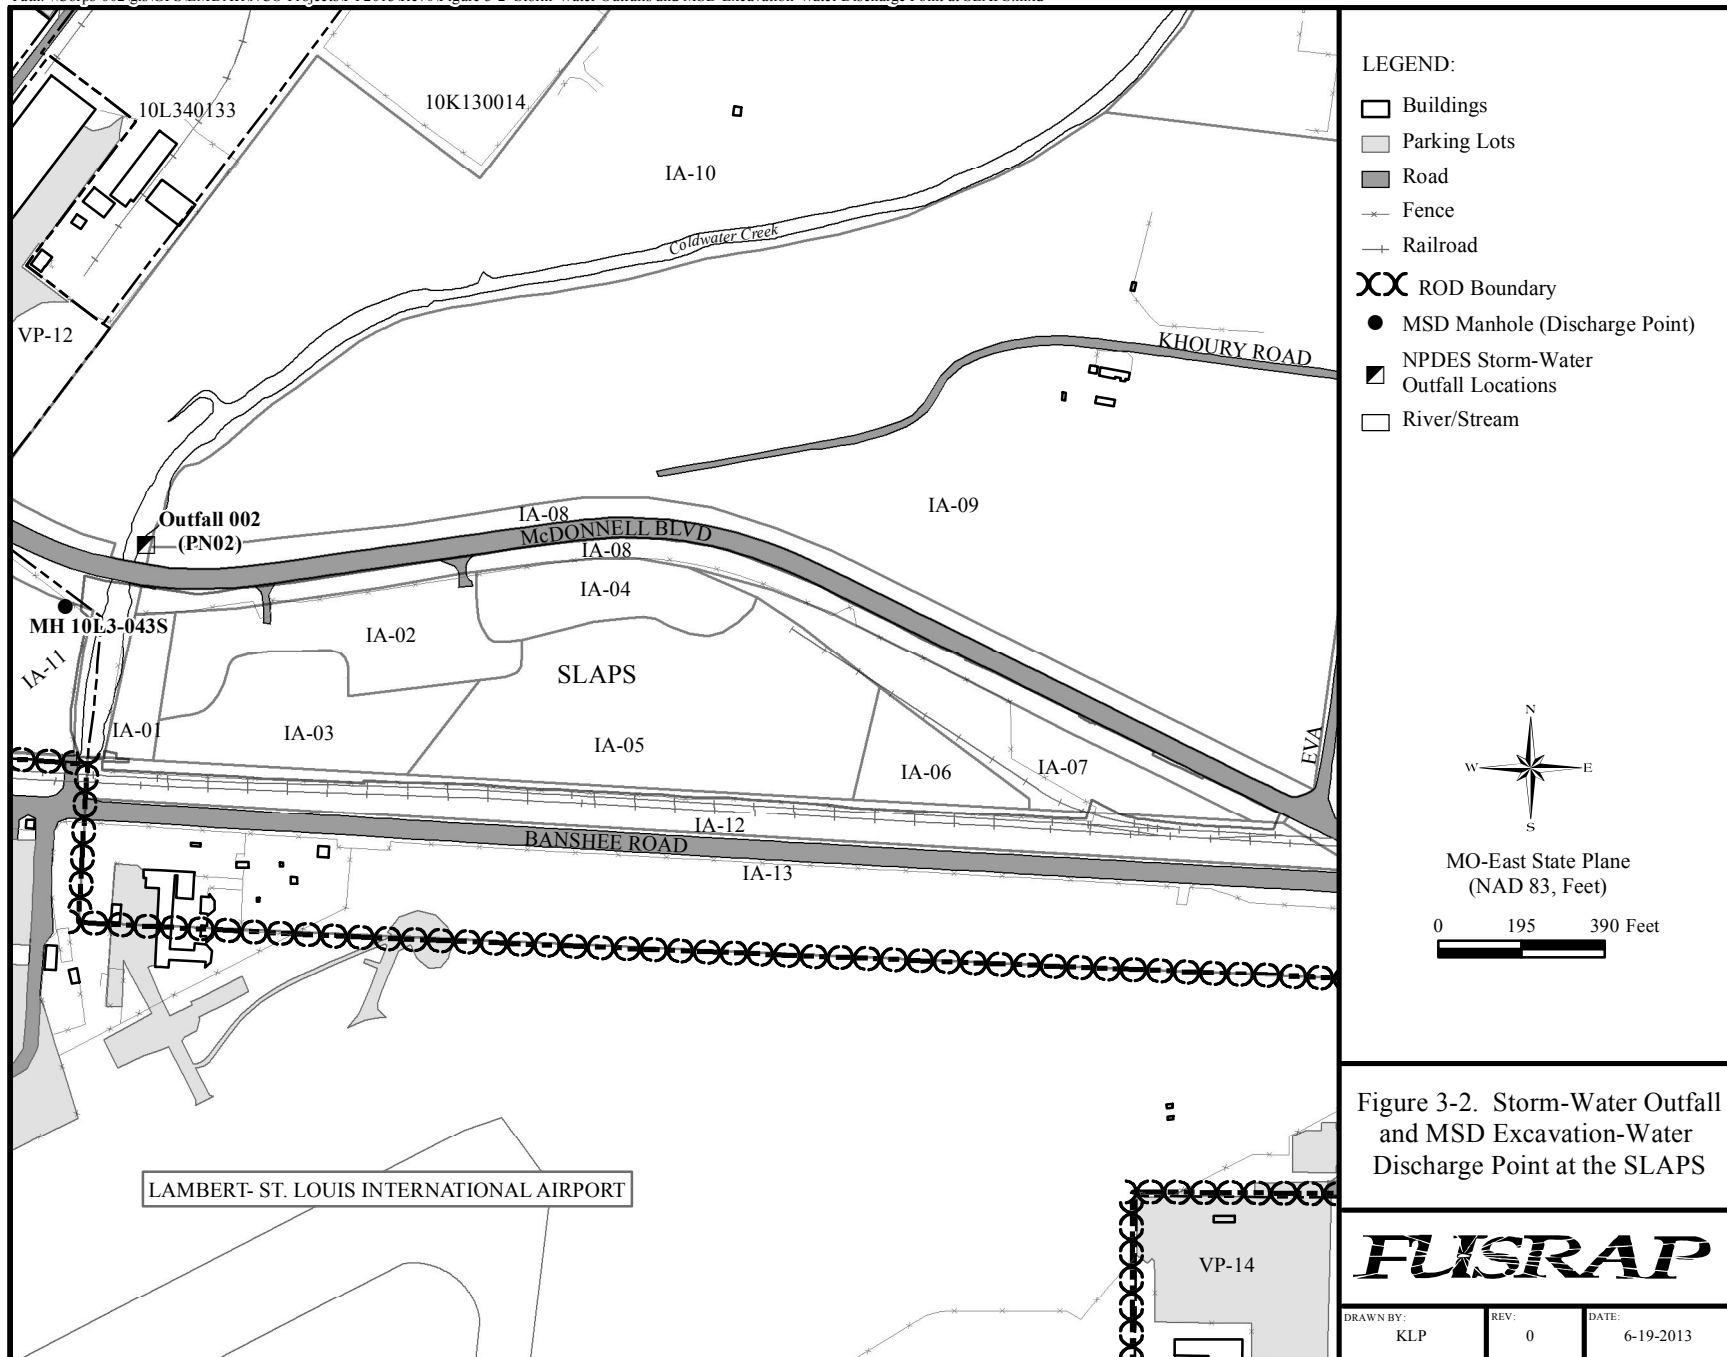 10L340133
10K130014
IA-10
Coldwater Creek
VP-12
KHOURY ROAD
IA-09
Outfall 002
(PN02)
IA-08
McDONNELL BLVD
IA-08
IA-04
MH 10L3-043S
IA-02
IA-11
SLAPS
IA-01
IA-03
IA-05
IA-06
IA-07
EVA
IA-12
BANSHEE ROAD
IA-13
LAMBERT- ST. LOUIS INTERNATIONAL AIRPORT
VP-14
LEGEND:
Buildings
Parking Lots
Road
Fence
Railroad
ROD Boundary
MSD Manhole (Discharge Point)
NPDES Storm-Water
Outfall Locations
River/Stream
N
W E
S
MO-East State Plane
(NAD 83, Feet)
0 195 390 Feet
Figure 3-2. Storm-Water Outfall
and MSD Excavation-Water
Discharge Point at the SLAPS
FUSRAP
DRAWN BY: REV: DATE:
KLP 0 6-19-2013